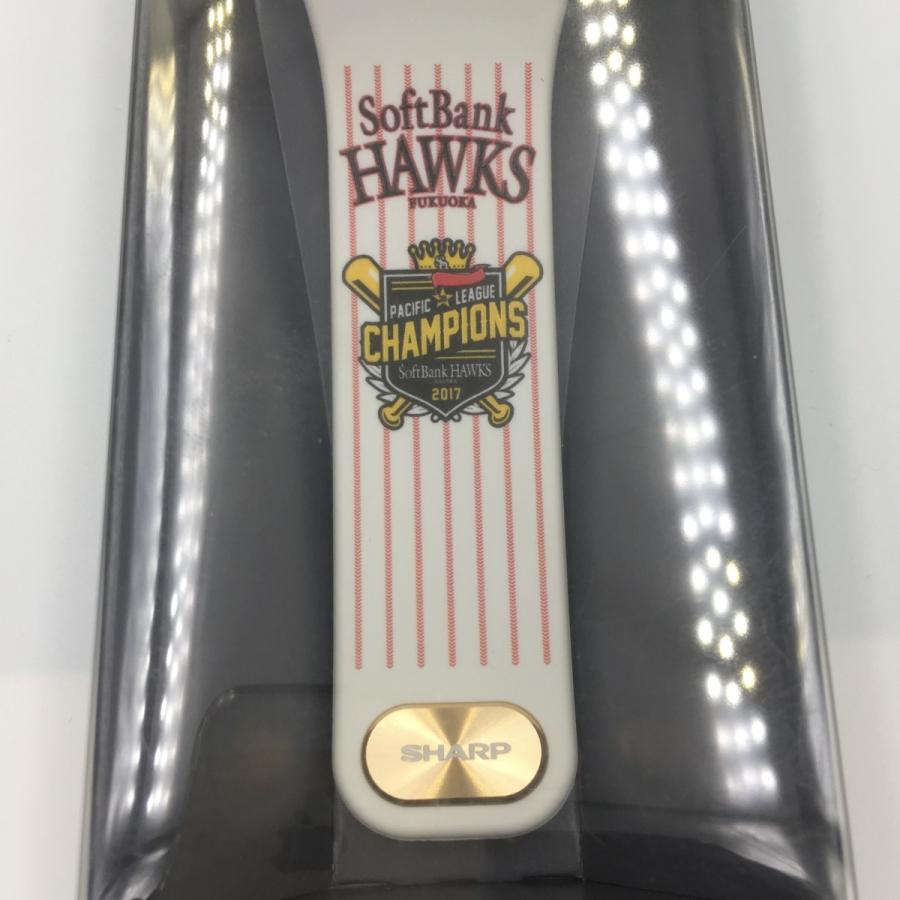 SoftBank
HAWKS
FUKUOKA
PACIFIC LEAGUE
CHAMPIONS
SoftBank HAWKS
2017
SHARP